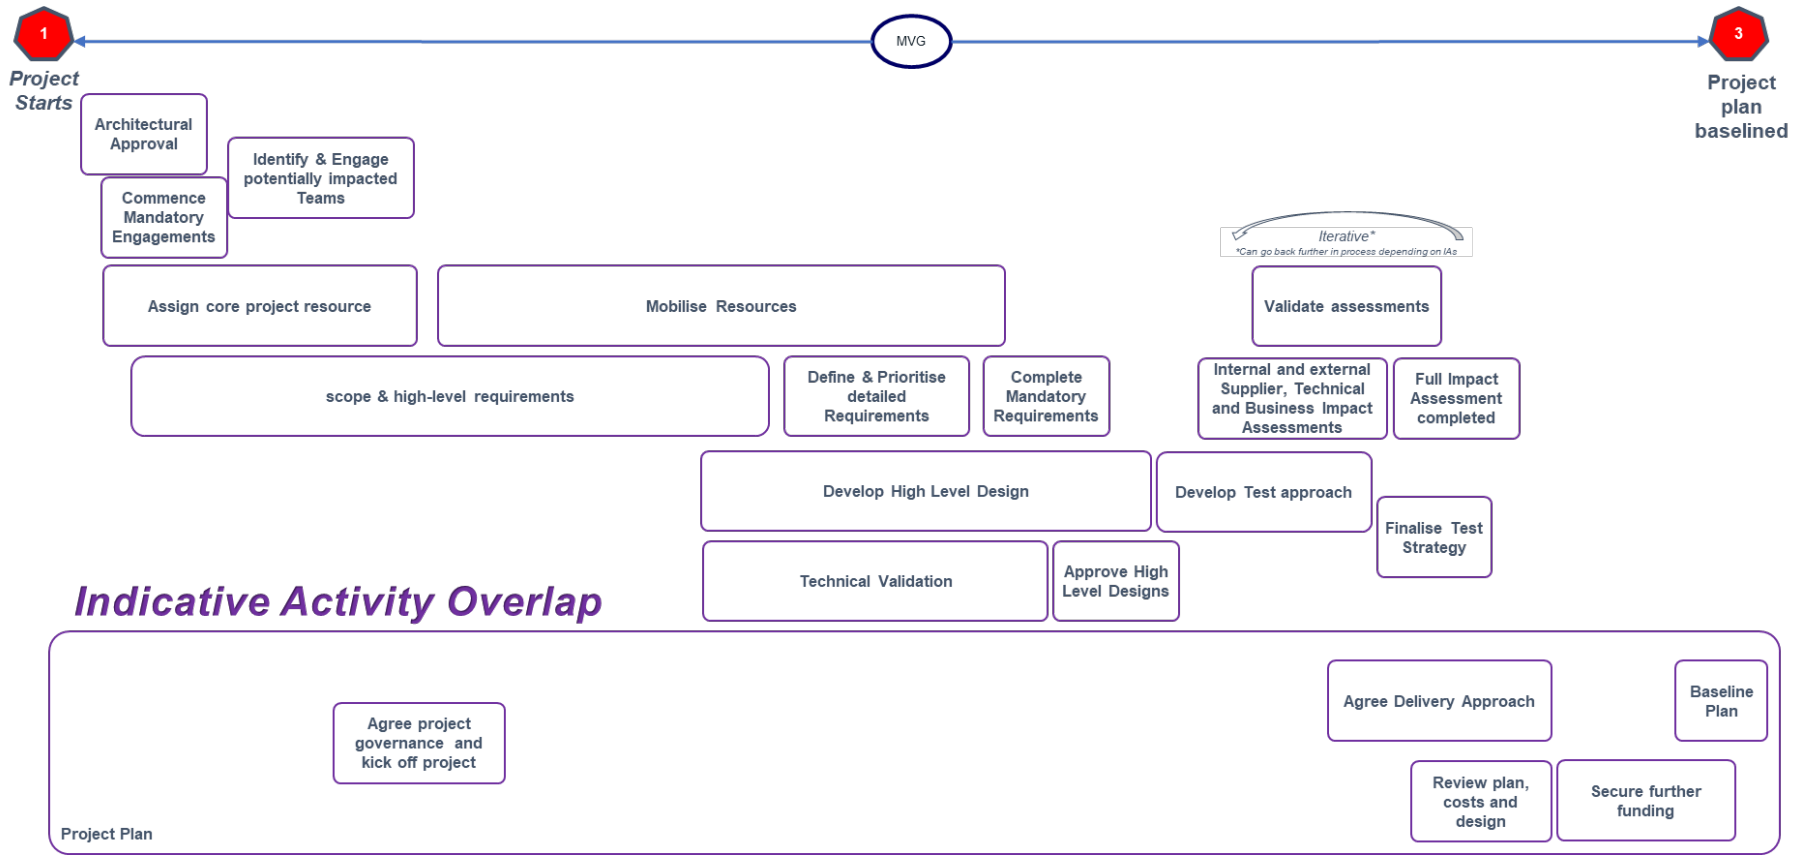 1
MVG
3
Project
Starts
Project
plan
baselined
Architectural
Approval
Identify & Engage
potentially impacted
Teams
Commence
Mandatory
Engagements
Iterative*
*Can go back further in process depending on IAs
Assign core project resource
Mobilise Resources
Validate assessments
scope & high-level requirements
Define & Prioritise
detailed
Requirements
Complete
Mandatory
Requirements
Internal and external
Supplier, Technical
and Business Impact
Assessments
Full Impact
Assessment
completed
Develop High Level Design
Develop Test approach
Finalise Test
Strategy
Technical Validation
Approve High
Level Designs
Indicative Activity Overlap
Agree project
governance and
kick off project
Agree Delivery Approach
Baseline
Plan
Review plan,
costs and
design
Secure further
funding
Project Plan